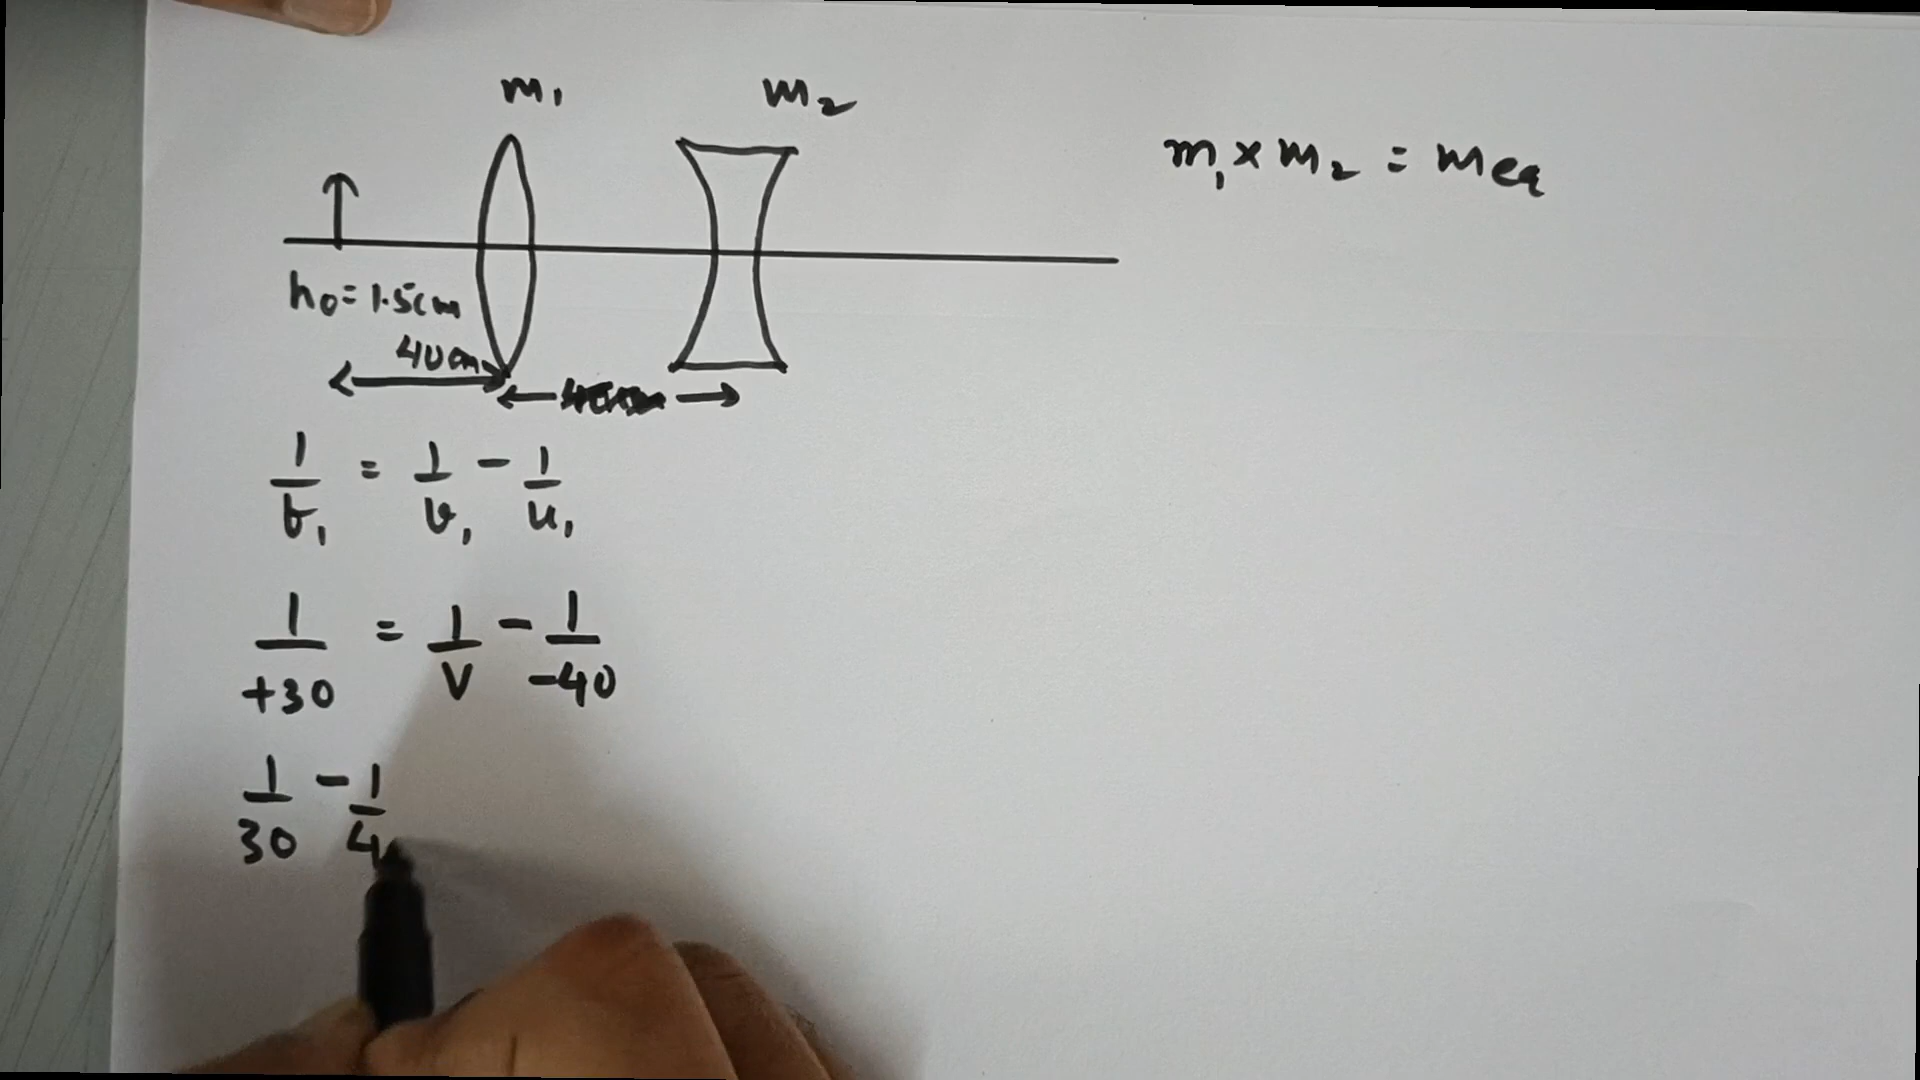 m₁ m₂
m₁ × m₂ = meq
h₀ = 1.5cm
40cm
1/f₁ = 1/v₁ - 1/u₁
1/+30 = 1/V - 1/-40
1/30 - 1/4